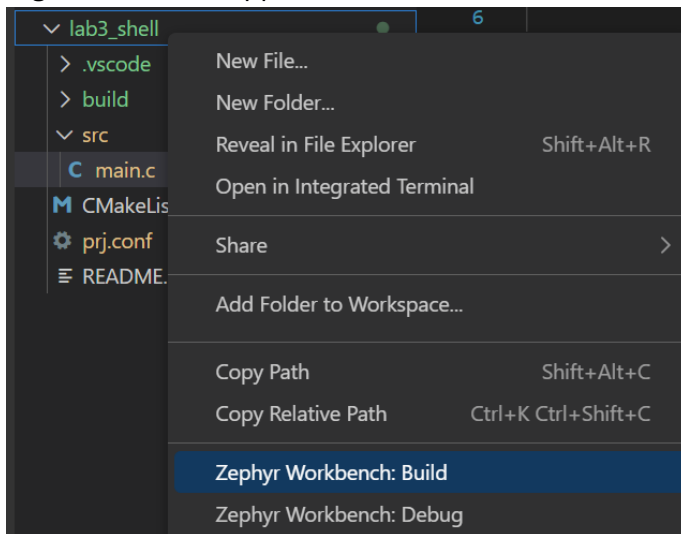 lab3_shell
6
.vscode
build
src
C main.c
M CMakeLis
prj.conf
README.
New File...
New Folder...
Reveal in File Explorer Shift+Alt+R
Open in Integrated Terminal
Share
Add Folder to Workspace...
Copy Path Shift+Alt+C
Copy Relative Path Ctrl+K Ctrl+Shift+C
Zephyr Workbench: Build
Zephyr Workbench: Debug